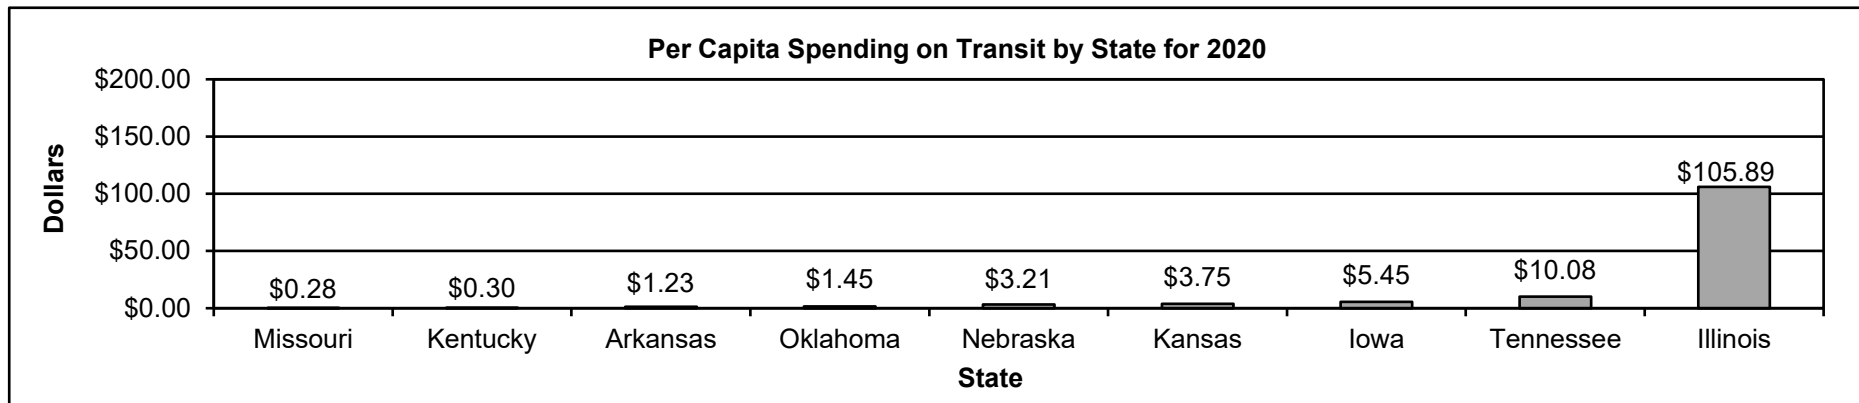 Per Capita Spending on Transit by State for 2020
$200.00
$150.00
$100.00
$50.00
$0.00
Dollars
$0.28
$0.30
$1.23
$1.45
$3.21
$3.75
$5.45
$10.08
$105.89
Missouri
Kentucky
Arkansas
Oklahoma
Nebraska
Kansas
Iowa
Tennessee
Illinois
State